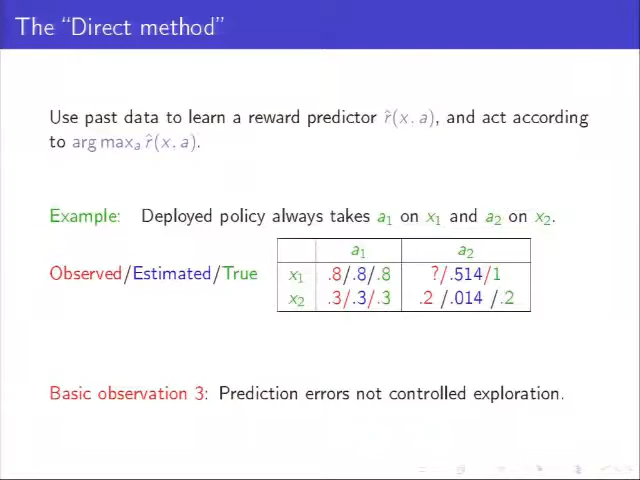 The “Direct method”
Use past data to learn a reward predictor r̂(x, a), and act according
to arg maxₐ r̂(x, a).
Example: Deployed policy always takes a₁ on x₁ and a₂ on x₂.
a₁ a₂
Observed/Estimated/True x₁ .8/.8/.8 ?/.514/1
x₂ .3/.3/.3 .2 /.014 /.2
Basic observation 3: Prediction errors not controlled exploration.